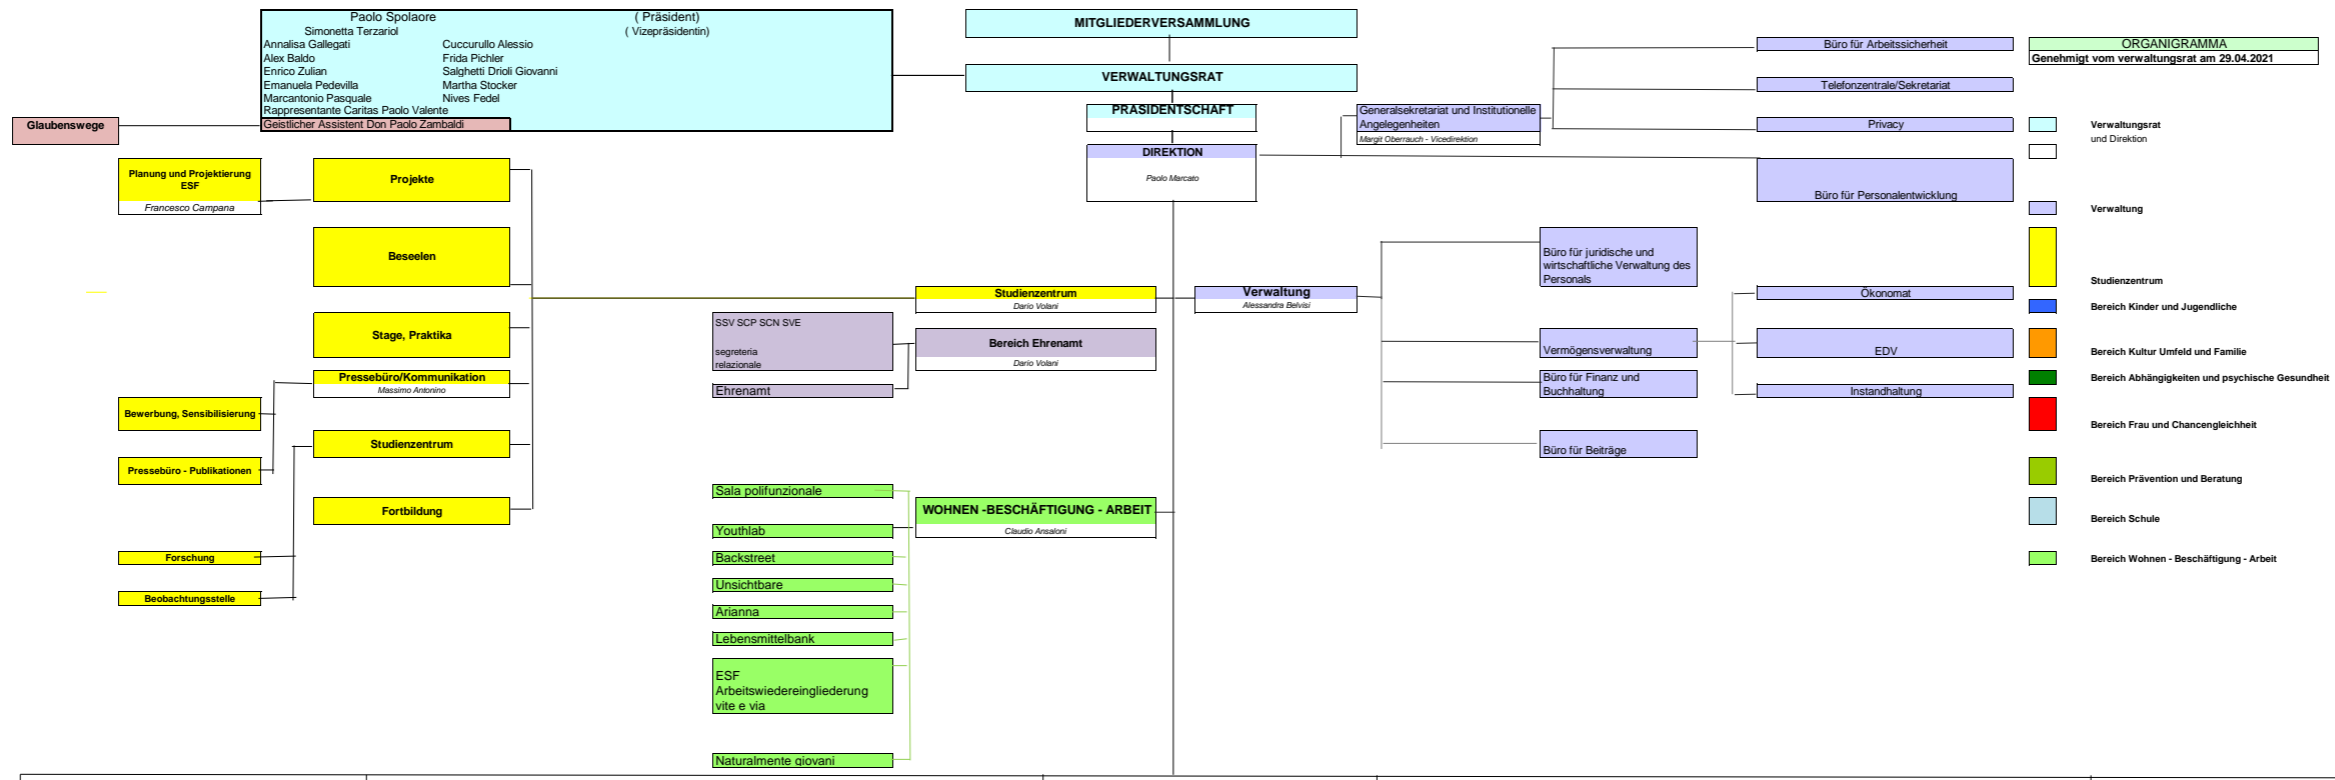 Paolo Spolaore ( Präsident)
Simonetta Terzariol ( Vizepräsidentin)
Annalisa Gallegati Cuccurullo Alessio
Alex Baldo Frida Pichler
Enrico Zulian Salghetti Drioli Giovanni
Emanuela Pedevilla Martha Stocker
Marcantonio Pasquale Nives Fedel
Rappresentante Caritas Paolo Valente
Geistlicher Assistent Don Paolo Zambaldi
Glaubenswege
MITGLIEDERVERSAMMLUNG
VERWALTUNGSRAT
PRÄSIDENTSCHAFT
DIREKTION
Paolo Marcato
Generalsekretariat und Institutionelle
Angelegenheiten
Margit Oberrauch - Vicedirektion
Büro für Arbeitssicherheit
Telefonzentrale/Sekretariat
Privacy
Büro für Personalentwicklung
ORGANIGRAMMA
Genehmigt vom verwaltungsrat am 29.04.2021
Verwaltungsrat
und Direktion
Verwaltung
Studienzentrum
Bereich Kinder und Jugendliche
Bereich Kultur Umfeld und Familie
Bereich Abhängigkeiten und psychische Gesundheit
Bereich Frau und Chancengleichheit
Bereich Prävention und Beratung
Bereich Schule
Bereich Wohnen - Beschäftigung - Arbeit
Planung und Projektierung
ESF
Francesco Campana
Projekte
Beseelen
Stage, Praktika
Pressebüro/Kommunikation
Massimo Antonino
Bewerbung, Sensibilisierung
Studienzentrum
Pressebüro - Publikationen
Fortbildung
Forschung
Beobachtungsstelle
Studienzentrum
Dario Volani
SSV SCP SCN SVE
segreteria
relazionale
Bereich Ehrenamt
Dario Volani
Ehrenamt
Verwaltung
Alessandra Belvisi
Büro für juridische und
wirtschaftliche Verwaltung des
Personals
Vermögensverwaltung
Büro für Finanz und
Buchhaltung
Büro für Beiträge
Ökonomat
EDV
Instandhaltung
Sala polifunzionale
WOHNEN -BESCHÄFTIGUNG - ARBEIT
Claudio Ansaloni
Youthlab
Backstreet
Unsichtbare
Arianna
Lebensmittelbank
ESF
Arbeitswiedereingliederung
vite e via
Naturalmente giovani